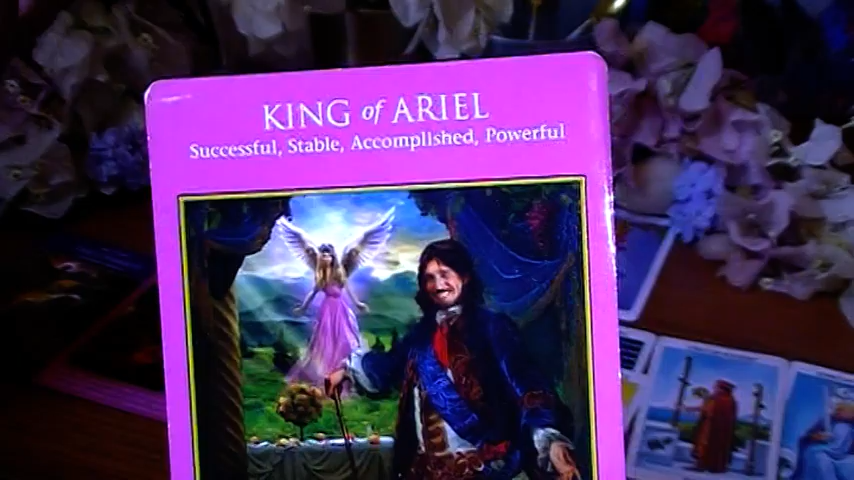 KING of ARIEL
Successful, Stable, Accomplished, Powerful